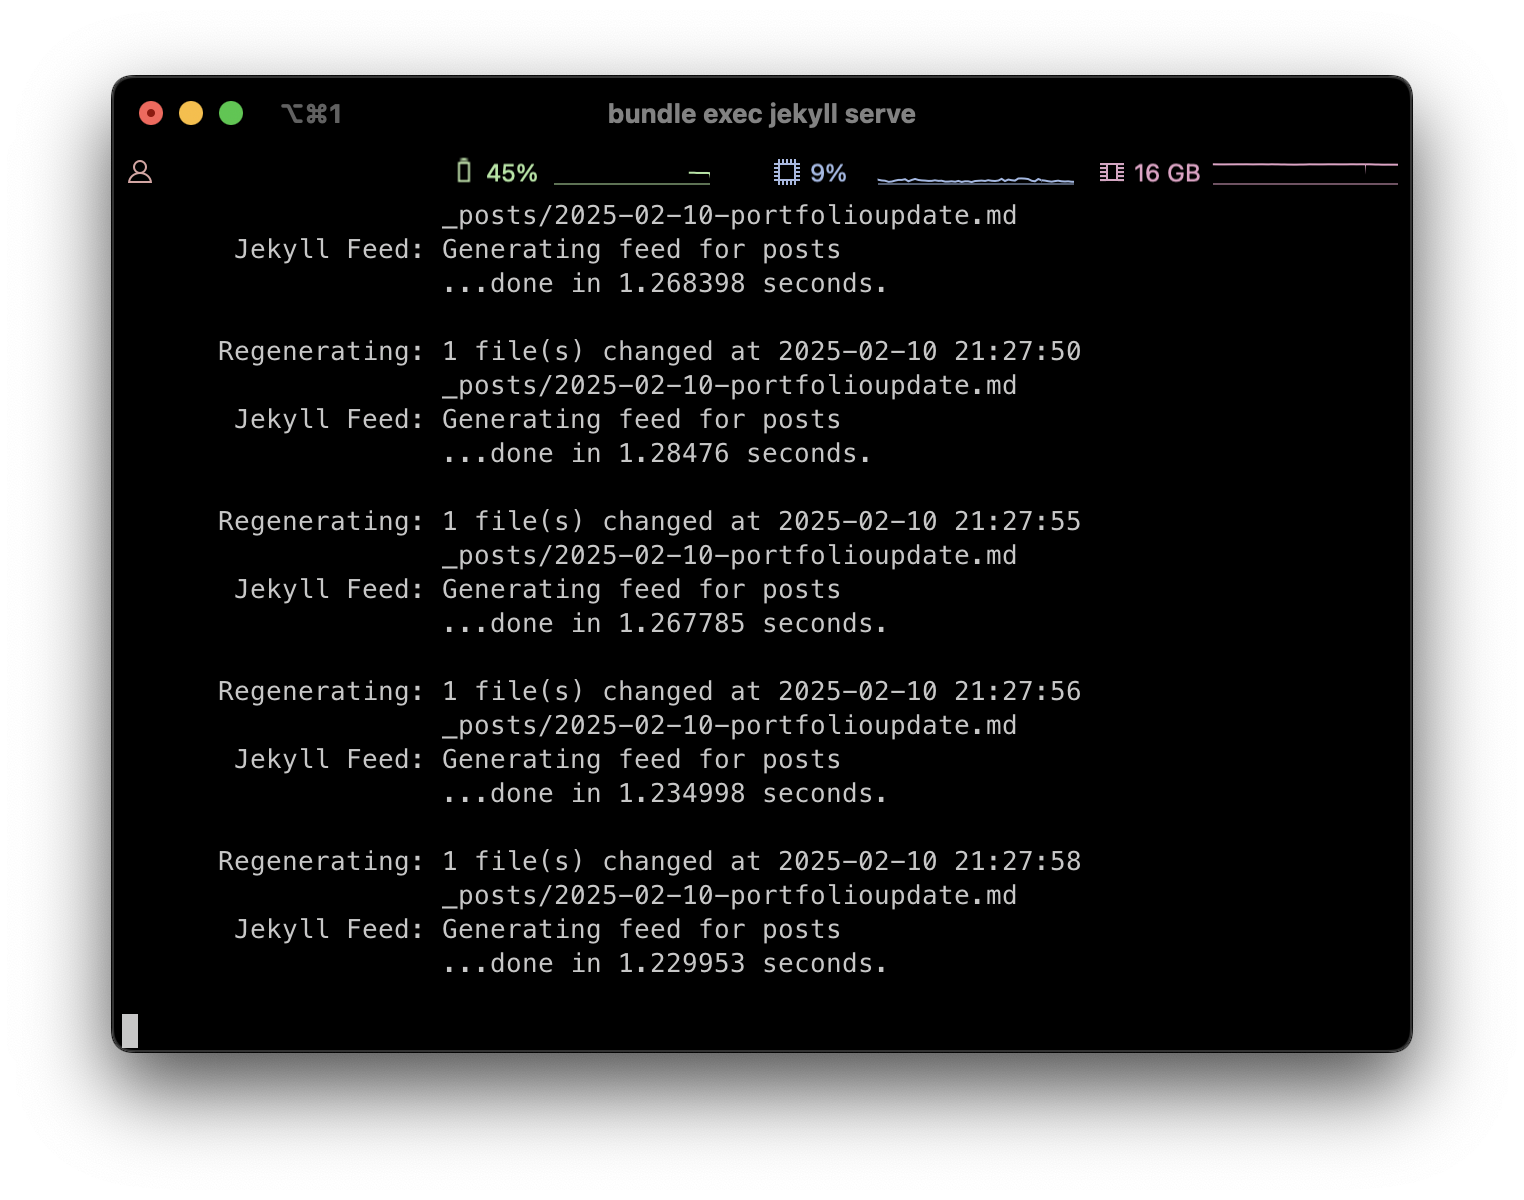 ⌥⌘1 bundle exec jekyll serve
45% 9% 16 GB
_posts/2025-02-10-portfolioupdate.md
Jekyll Feed: Generating feed for posts
...done in 1.268398 seconds.
Regenerating: 1 file(s) changed at 2025-02-10 21:27:50
_posts/2025-02-10-portfolioupdate.md
Jekyll Feed: Generating feed for posts
...done in 1.28476 seconds.
Regenerating: 1 file(s) changed at 2025-02-10 21:27:55
_posts/2025-02-10-portfolioupdate.md
Jekyll Feed: Generating feed for posts
...done in 1.267785 seconds.
Regenerating: 1 file(s) changed at 2025-02-10 21:27:56
_posts/2025-02-10-portfolioupdate.md
Jekyll Feed: Generating feed for posts
...done in 1.234998 seconds.
Regenerating: 1 file(s) changed at 2025-02-10 21:27:58
_posts/2025-02-10-portfolioupdate.md
Jekyll Feed: Generating feed for posts
...done in 1.229953 seconds.